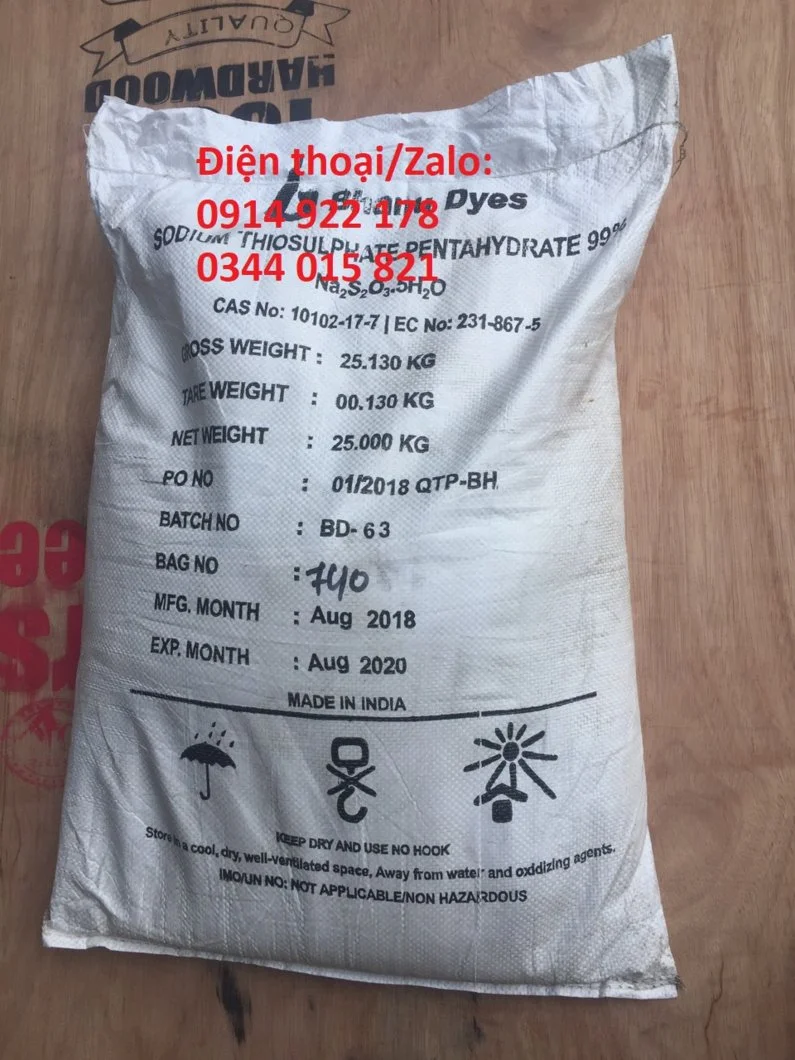 QUALITY
HARDWOOD
Điện thoại/Zalo:
Dyes
0914 922 178
SODIUM THIOSULPHATE PENTAHYDRATE 99%
0344 015 821
Na₂S₂O₃.5H₂O
CAS No: 10102-17-7 | EC No: 231-867-5
GROSS WEIGHT : 25.130 KG
TARE WEIGHT : 00.130 KG
NET WEIGHT : 25.000 KG
PO NO : 01/2018 QTP-BH
BATCH NO : BD-63
BAG NO : 740
MFG. MONTH : Aug 2018
EXP. MONTH : Aug 2020
MADE IN INDIA
KEEP DRY AND USE NO HOOK
Store in a cool, dry, well-ventilated space, Away from water and oxidizing agents.
IMO/UN NO: NOT APPLICABLE/NON HAZARDOUS